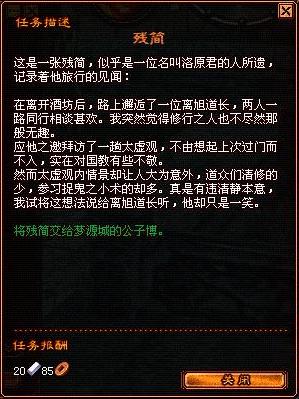 任务描述
残简
这是一张残简，似乎是一位名叫洛原君的人所遗，
记录着他旅行的见闻：
在离开酒坊后，路上邂逅了一位离旭道长，两人一
路同行相谈甚欢。我突然觉得修行之人也不尽然那
般无趣。
应他之邀拜访了一趟太虚观，不由想起上次过门而
不入，实在对国教有些不敬。
然而太虚观内情景却让人大为意外，道众们清修的
少，参习捉鬼之小术的却多。真是有违清静本意，
我试将这想法说给离旭道长听，他却只是一笑。
将残简交给梦源城的公子博。
任务报酬
20 85
关闭